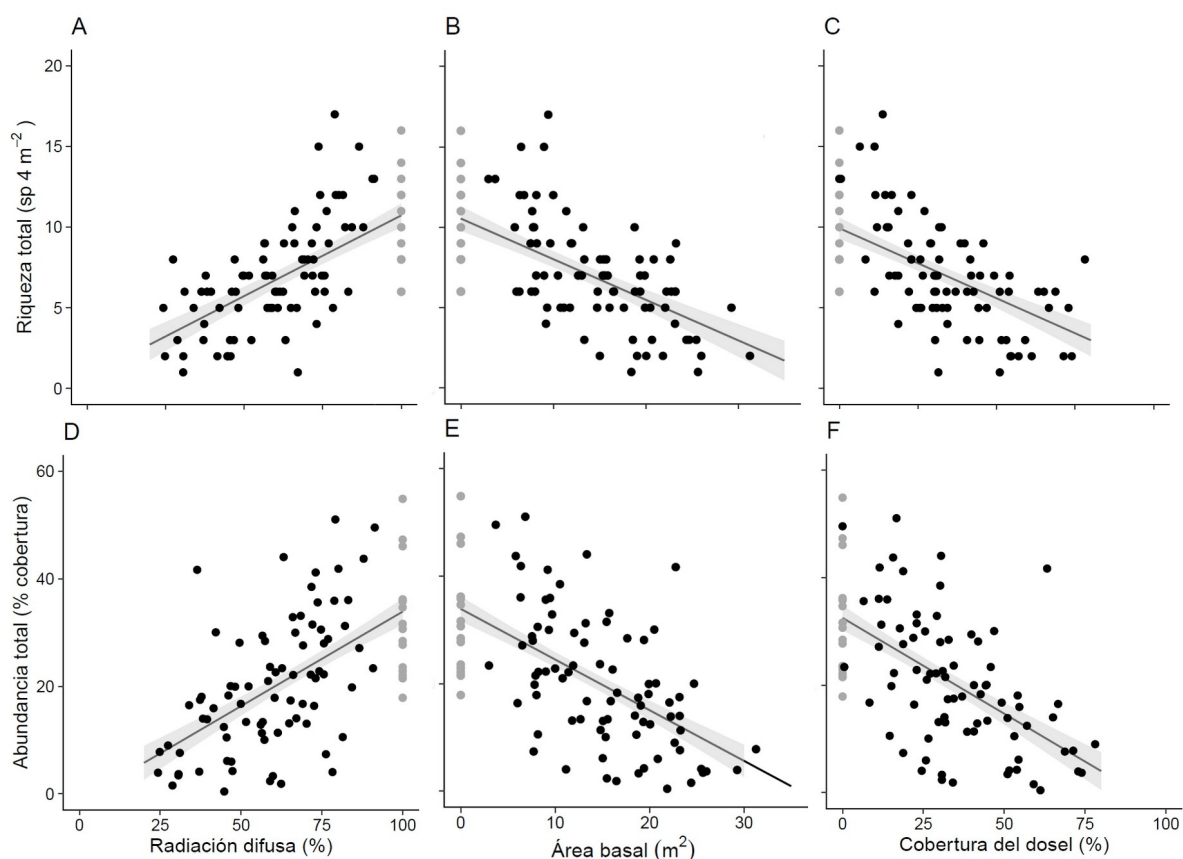 A
B
C
Riqueza total (sp 4 m⁻²)
20
15
10
5
0
D
E
F
Abundancia total (% cobertura)
60
40
20
0
25 50 75 100
0 10 20 30
0 25 50 75 100
Radiación difusa (%)
Área basal (m²)
Cobertura del dosel (%)